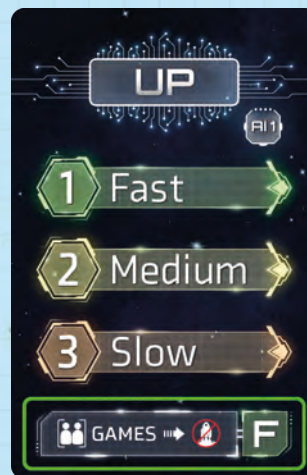 UP
AI1
1 Fast
2 Medium
3 Slow
GAMES F